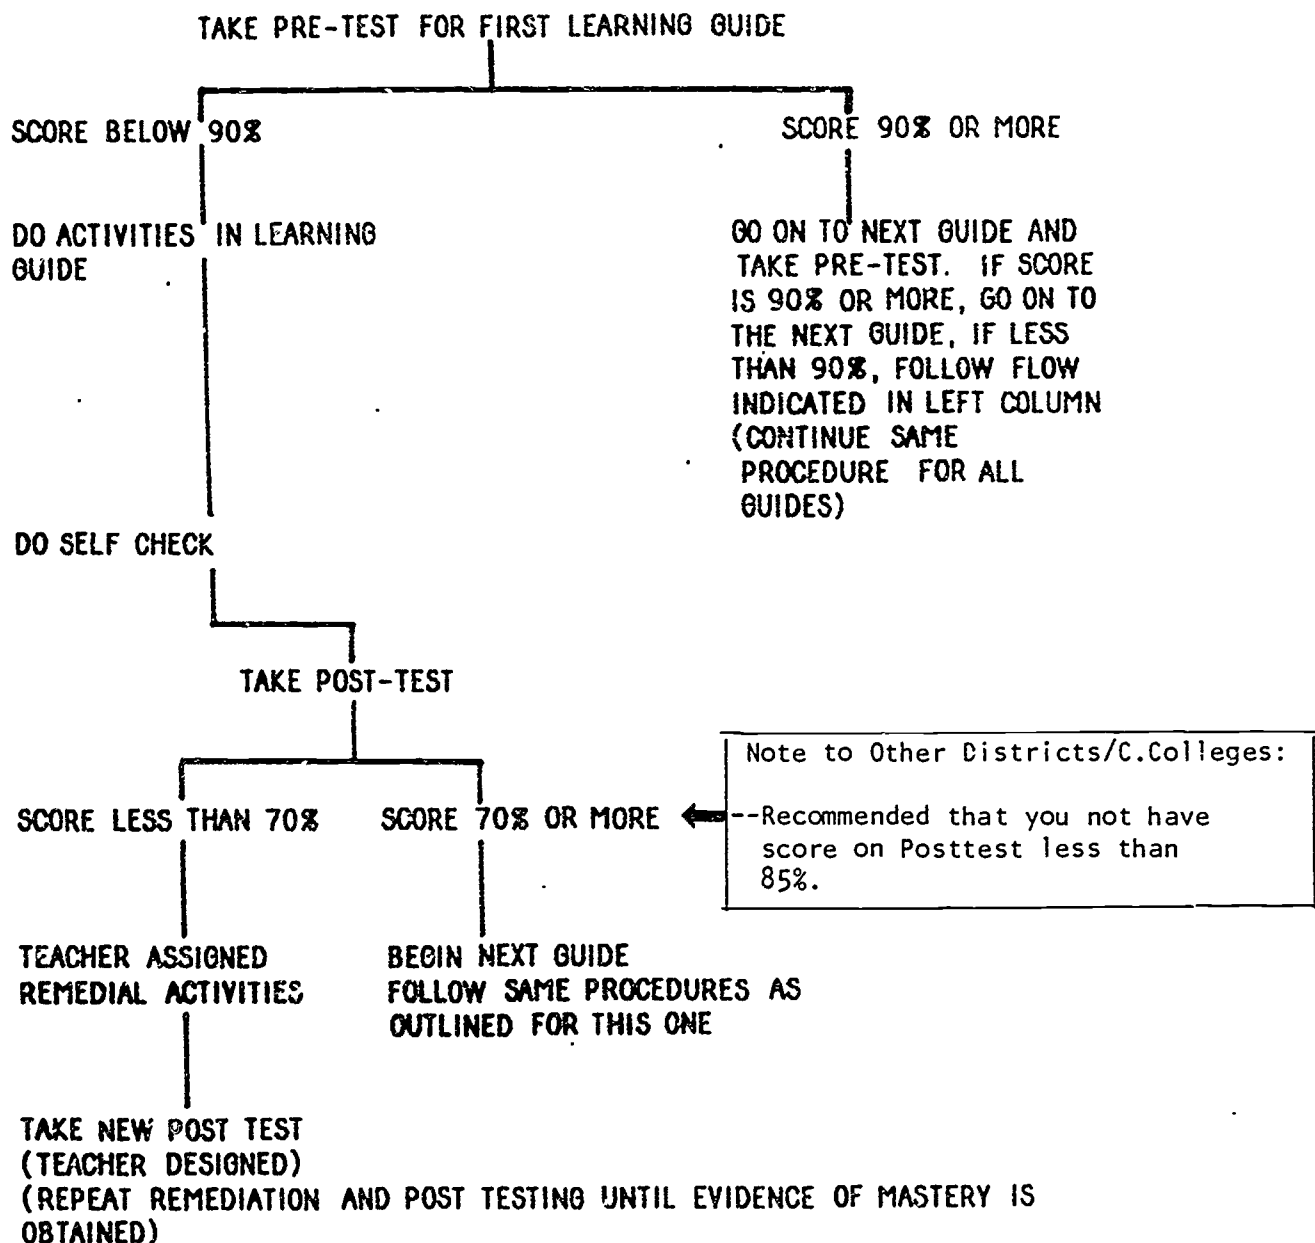 TAKE PRE-TEST FOR FIRST LEARNING GUIDE
SCORE BELOW 90%
SCORE 90% OR MORE
DO ACTIVITIES IN LEARNING
GUIDE
GO ON TO NEXT GUIDE AND
TAKE PRE-TEST. IF SCORE
IS 90% OR MORE, GO ON TO
THE NEXT GUIDE, IF LESS
THAN 90%, FOLLOW FLOW
INDICATED IN LEFT COLUMN
(CONTINUE SAME
PROCEDURE FOR ALL
GUIDES)
DO SELF CHECK
TAKE POST-TEST
SCORE LESS THAN 70%
SCORE 70% OR MORE
Note to Other Districts/C.Colleges:
--Recommended that you not have
score on Posttest less than
85%.
TEACHER ASSIGNED
REMEDIAL ACTIVITIES
BEGIN NEXT GUIDE
FOLLOW SAME PROCEDURES AS
OUTLINED FOR THIS ONE
TAKE NEW POST TEST
(TEACHER DESIGNED)
(REPEAT REMEDIATION AND POST TESTING UNTIL EVIDENCE OF MASTERY IS
OBTAINED)